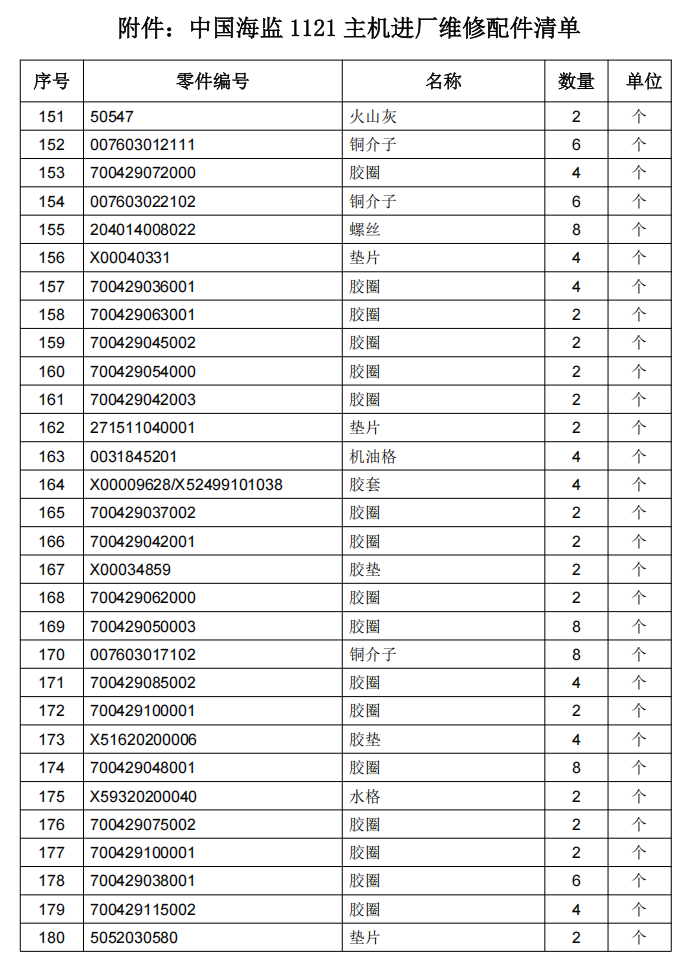 附件：中国海监 1121 主机进厂维修配件清单
序号 零件编号 名称 数量 单位
151 50547 火山灰 2 个
152 007603012111 铜介子 6 个
153 700429072000 胶圈 4 个
154 007603022102 铜介子 6 个
155 204014008022 螺丝 8 个
156 X00040331 垫片 4 个
157 700429036001 胶圈 4 个
158 700429063001 胶圈 2 个
159 700429045002 胶圈 2 个
160 700429054000 胶圈 2 个
161 700429042003 胶圈 2 个
162 271511040001 垫片 2 个
163 0031845201 机油格 4 个
164 X00009628/X52499101038 胶套 4 个
165 700429037002 胶圈 2 个
166 700429042001 胶圈 2 个
167 X00034859 胶垫 2 个
168 700429062000 胶圈 2 个
169 700429050003 胶圈 8 个
170 007603017102 铜介子 8 个
171 700429085002 胶圈 4 个
172 700429100001 胶圈 2 个
173 X51620200006 胶垫 4 个
174 700429048001 胶圈 8 个
175 X59320200040 水格 2 个
176 700429075002 胶圈 2 个
177 700429100001 胶圈 2 个
178 700429038001 胶圈 6 个
179 700429115002 胶圈 4 个
180 5052030580 垫片 2 个